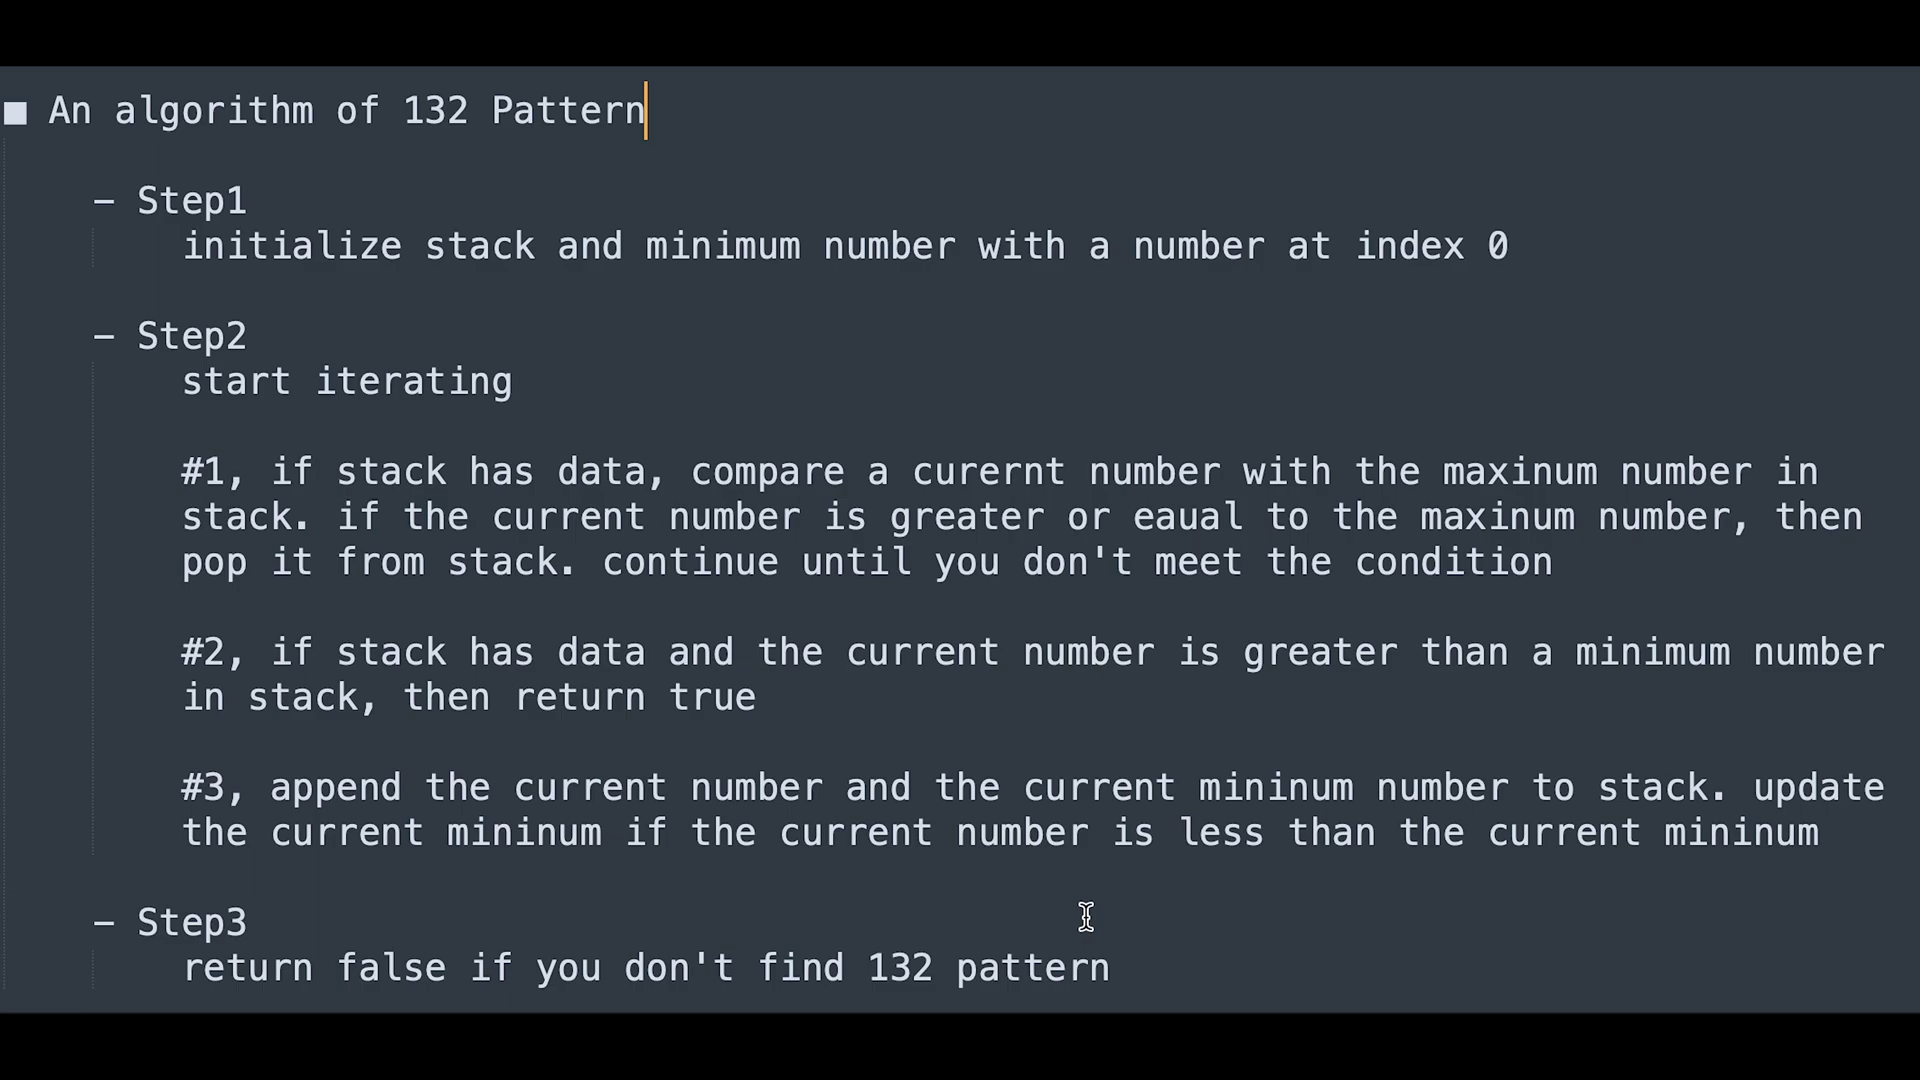 ■ An algorithm of 132 Pattern
– Step1
initialize stack and minimum number with a number at index 0
– Step2
start iterating
#1, if stack has data, compare a curernt number with the maxinum number in
stack. if the current number is greater or eaual to the maxinum number, then
pop it from stack. continue until you don't meet the condition
#2, if stack has data and the current number is greater than a minimum number
in stack, then return true
#3, append the current number and the current mininum number to stack. update
the current mininum if the current number is less than the current mininum
– Step3
return false if you don't find 132 pattern